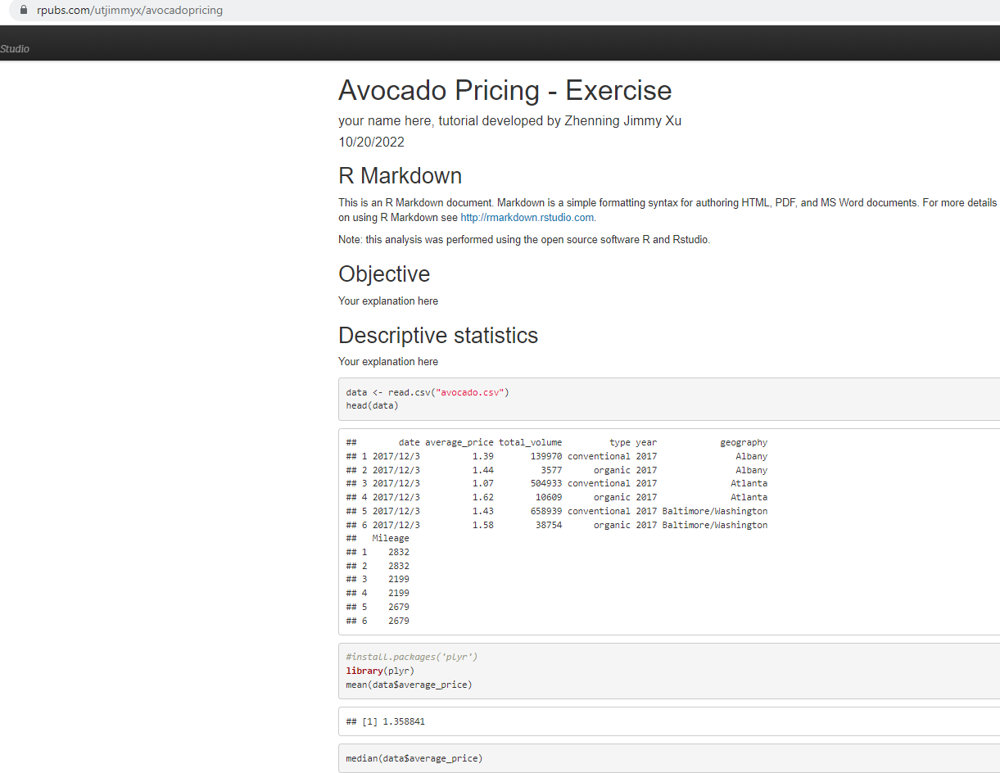 rpubs.com/utjimmyx/avocadopricing
Studio
Avocado Pricing - Exercise
your name here, tutorial developed by Zhenning Jimmy Xu
10/20/2022
R Markdown
This is an R Markdown document. Markdown is a simple formatting syntax for authoring HTML, PDF, and MS Word documents. For more details
on using R Markdown see http://rmarkdown.rstudio.com.
Note: this analysis was performed using the open source software R and Rstudio.
Objective
Your explanation here
Descriptive statistics
Your explanation here
data <- read.csv("avocado.csv")
head(data)
##        date average_price total_volume         type year            geography
## 1 2017/12/3          1.39       139970 conventional 2017               Albany
## 2 2017/12/3          1.44         3577      organic 2017               Albany
## 3 2017/12/3          1.07       504933 conventional 2017              Atlanta
## 4 2017/12/3          1.62        10609      organic 2017              Atlanta
## 5 2017/12/3          1.43       658939 conventional 2017 Baltimore/Washington
## 6 2017/12/3          1.58        38754      organic 2017 Baltimore/Washington
##   Mileage
## 1    2832
## 2    2832
## 3    2199
## 4    2199
## 5    2679
## 6    2679
#install.packages('plyr')
library(plyr)
mean(data$average_price)
## [1] 1.358841
median(data$average_price)